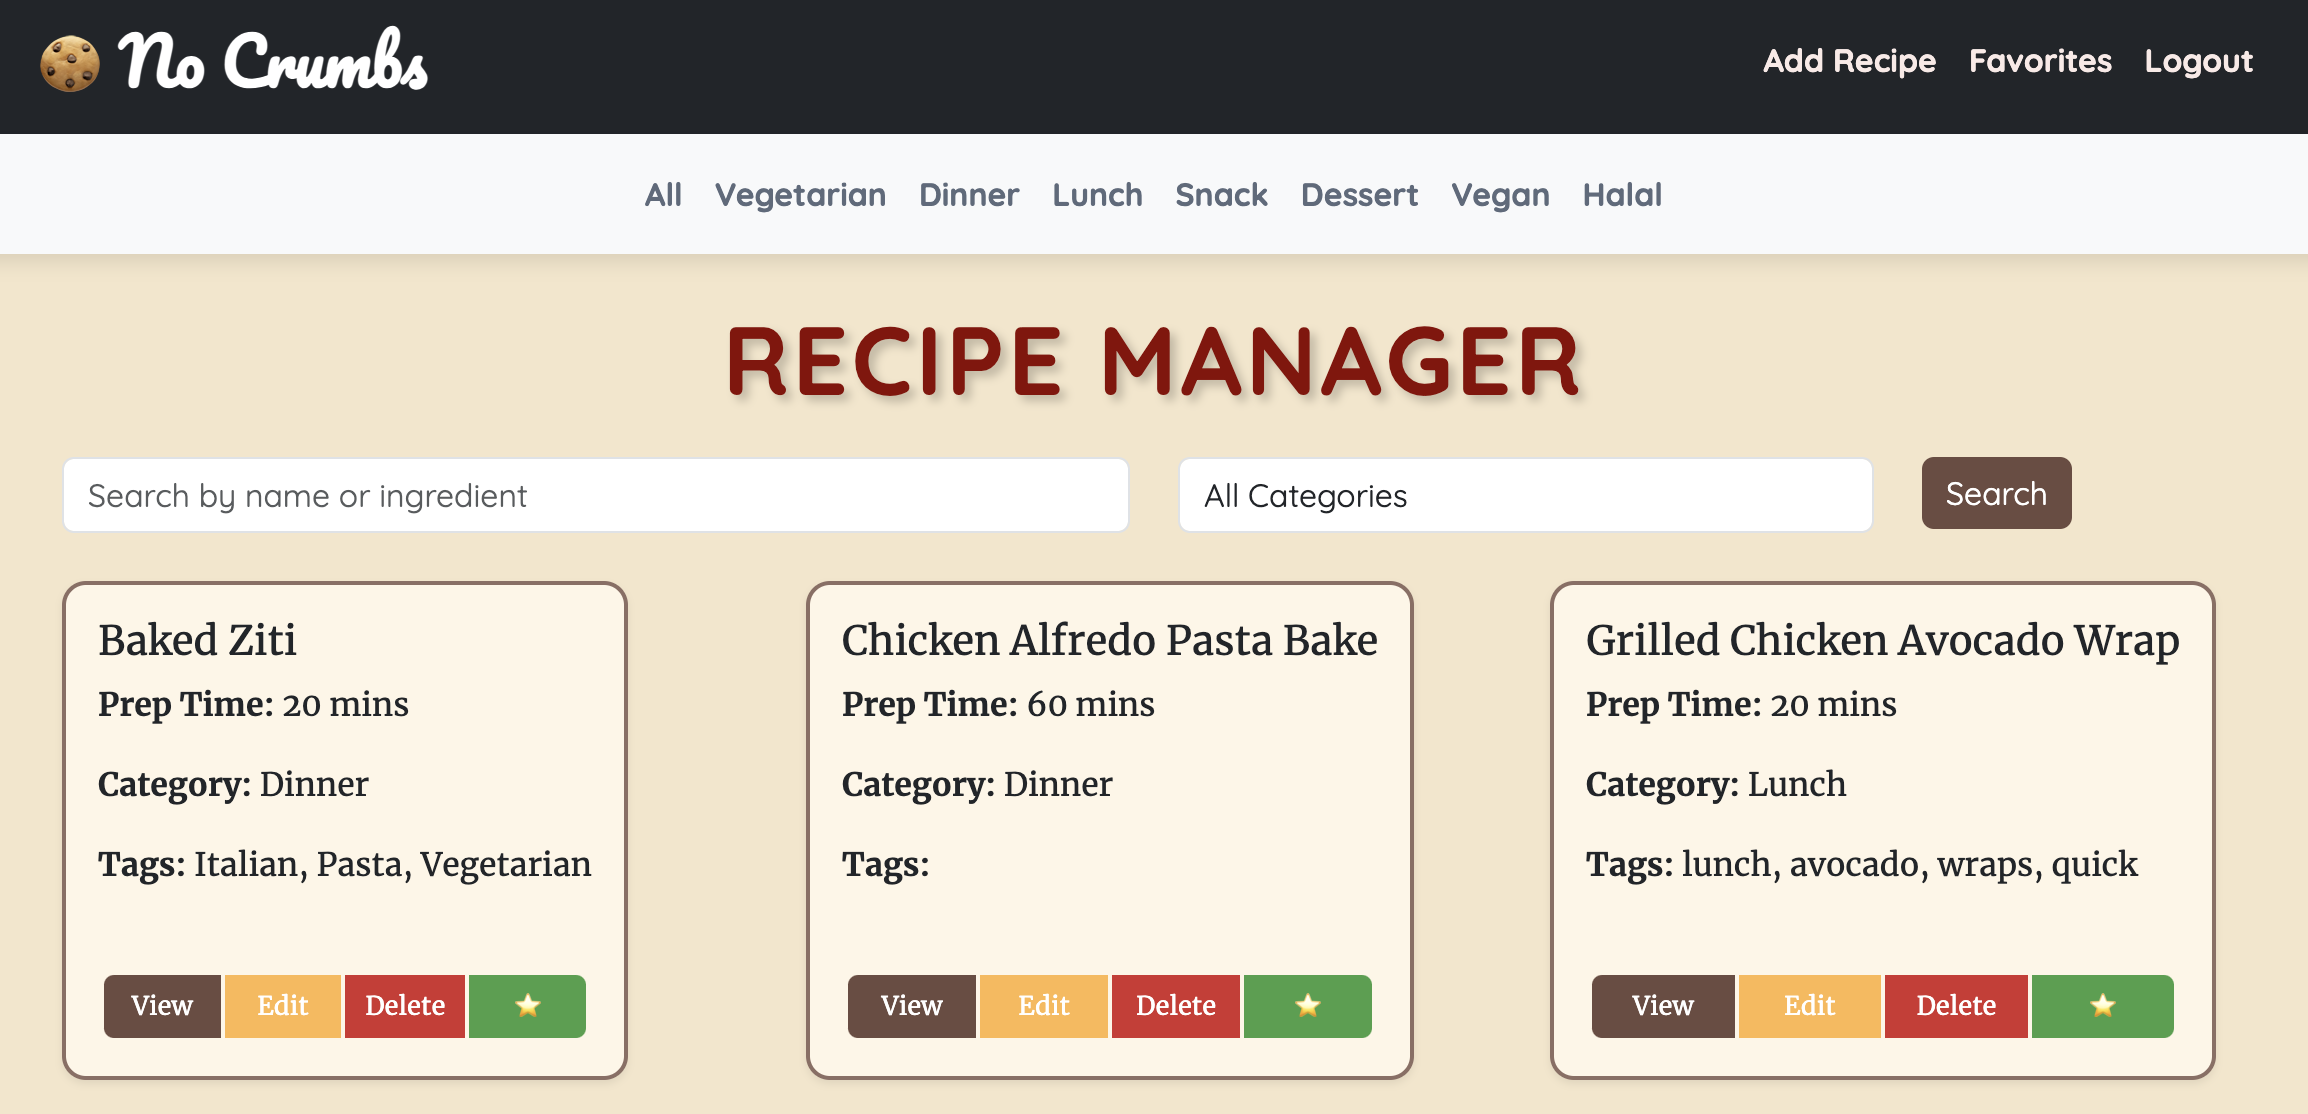 No Crumbs
Add Recipe Favorites Logout
All Vegetarian Dinner Lunch Snack Dessert Vegan Halal
RECIPE MANAGER
Search by name or ingredient
All Categories
Search
Baked Ziti
Prep Time: 20 mins
Category: Dinner
Tags: Italian, Pasta, Vegetarian
View Edit Delete
Chicken Alfredo Pasta Bake
Prep Time: 60 mins
Category: Dinner
Tags:
View Edit Delete
Grilled Chicken Avocado Wrap
Prep Time: 20 mins
Category: Lunch
Tags: lunch, avocado, wraps, quick
View Edit Delete